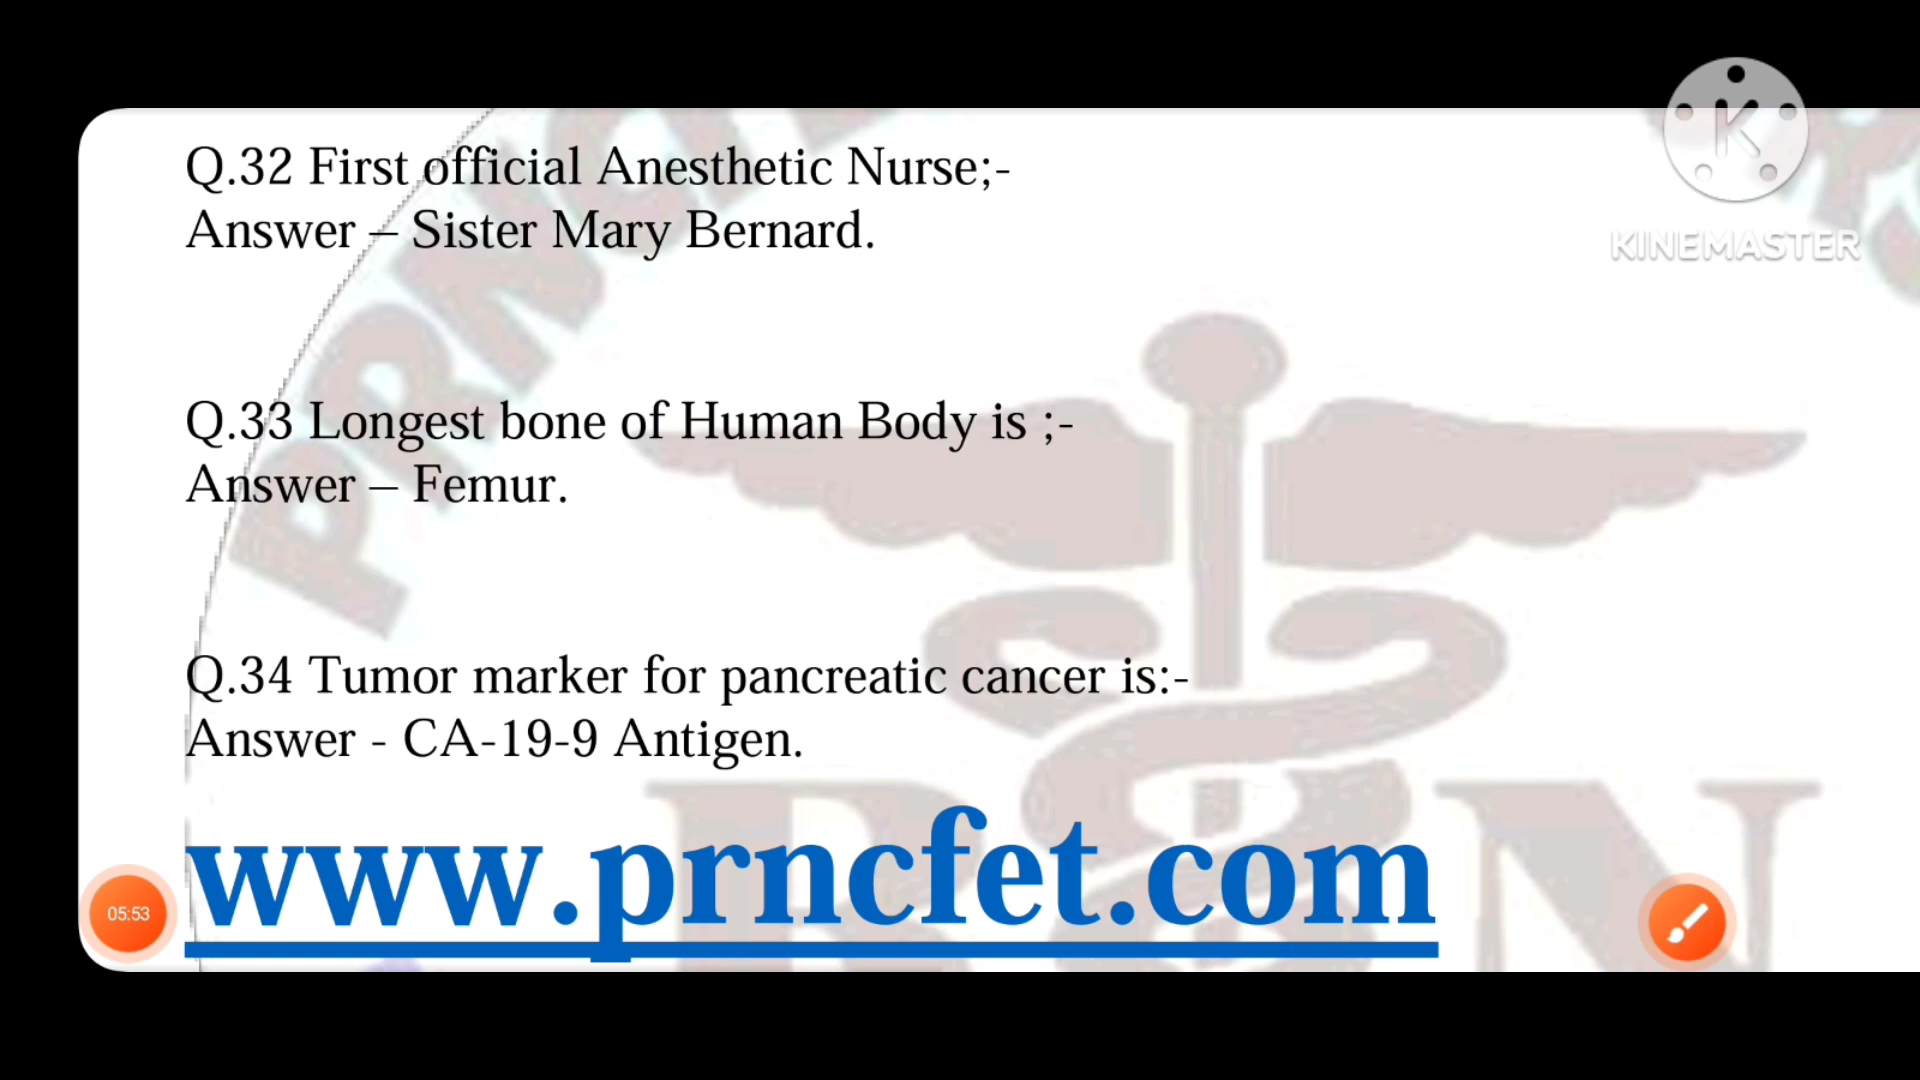 Q.32 First official Anesthetic Nurse;-
Answer – Sister Mary Bernard.
KINEMASTER
Q.33 Longest bone of Human Body is ;-
Answer – Femur.
Q.34 Tumor marker for pancreatic cancer is:-
Answer - CA-19-9 Antigen.
www.prncfet.com
05:53